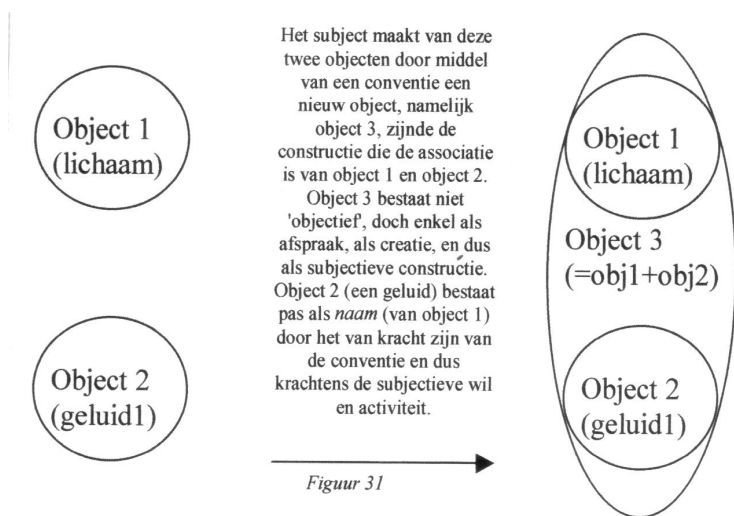 Object 1
(lichaam)
Object 2
(geluid1)
Het subject maakt van deze
twee objecten door middel
van een conventie een
nieuw object, namelijk
object 3, zijnde de
constructie die de associatie
is van object 1 en object 2.
Object 3 bestaat niet
'objectief', doch enkel als
afspraak, als creatie, en dus
als subjectieve constructie.
Object 2 (een geluid) bestaat
pas als naam (van object 1)
door het van kracht zijn van
de conventie en dus
krachtens de subjectieve wil
en activiteit.
Figuur 31
Object 1
(lichaam)
Object 3
(=obj1+obj2)
Object 2
(geluid1)